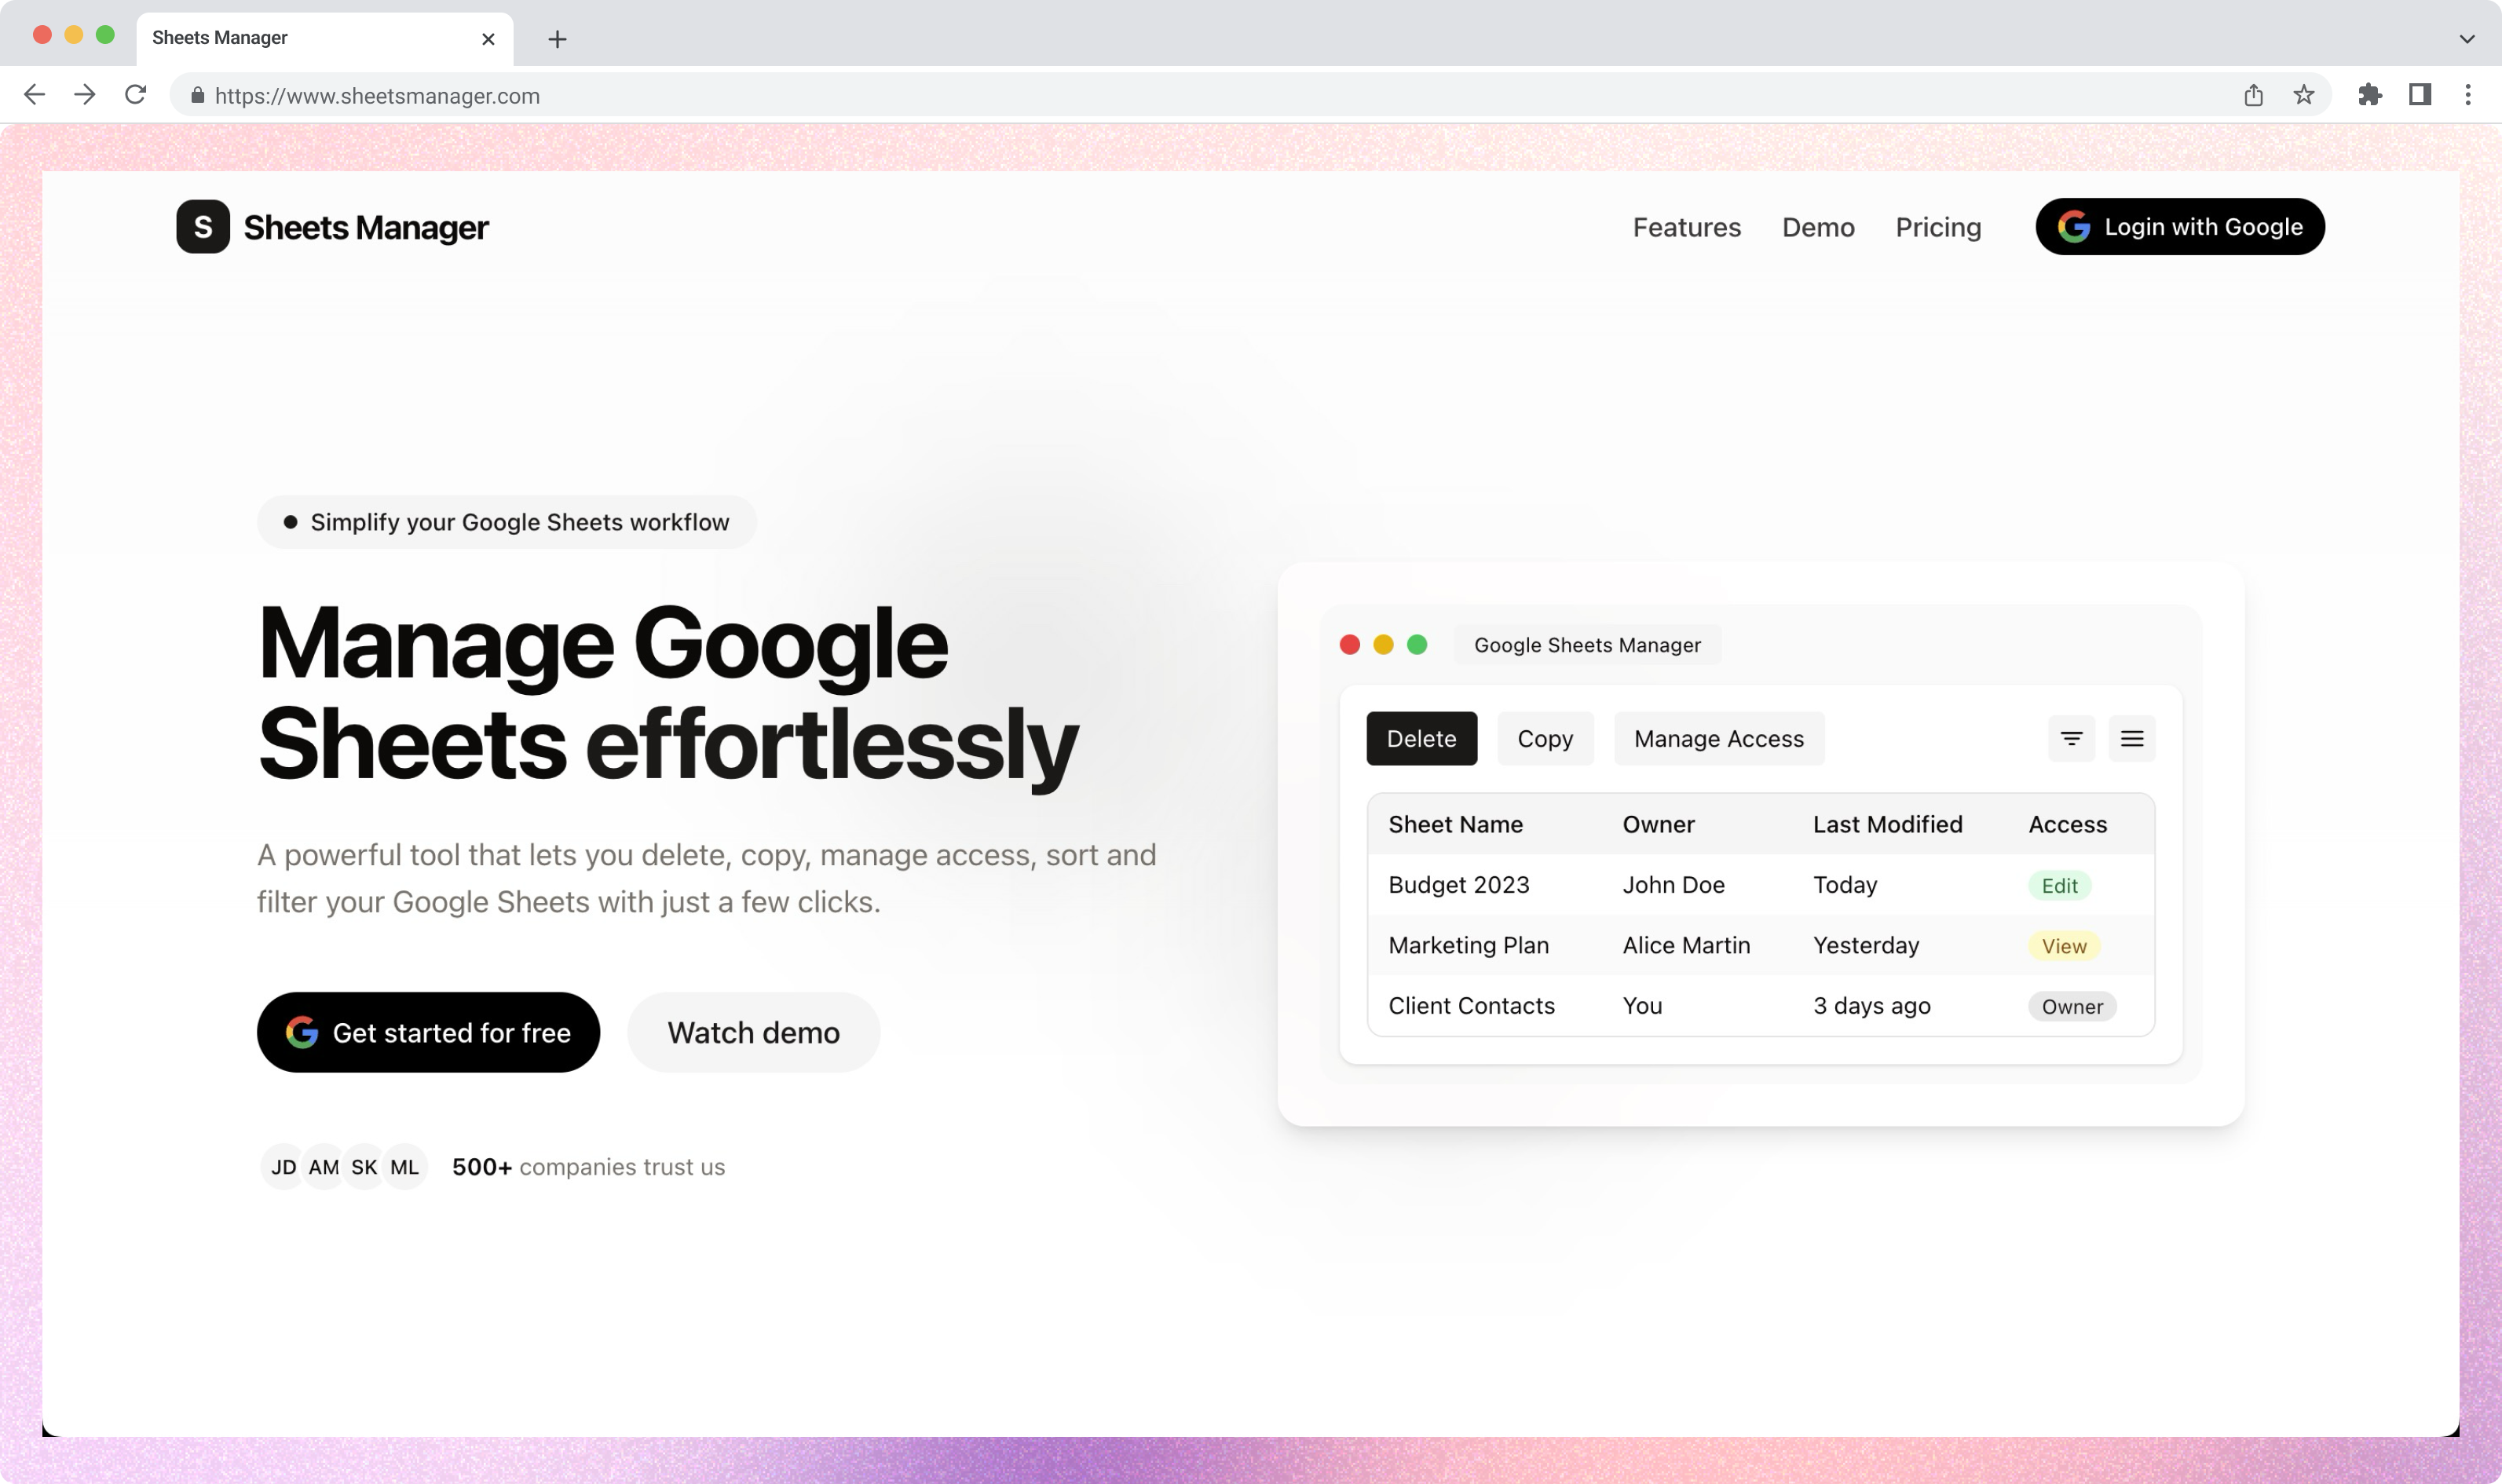 Sheets Manager
https://www.sheetsmanager.com
S Sheets Manager
Features Demo Pricing Login with Google
Simplify your Google Sheets workflow
Manage Google
Sheets effortlessly
A powerful tool that lets you delete, copy, manage access, sort and
filter your Google Sheets with just a few clicks.
Get started for free Watch demo
JD AM SK ML 500+ companies trust us
Google Sheets Manager
Delete Copy Manage Access
Sheet Name Owner Last Modified Access
Budget 2023 John Doe Today Edit
Marketing Plan Alice Martin Yesterday View
Client Contacts You 3 days ago Owner